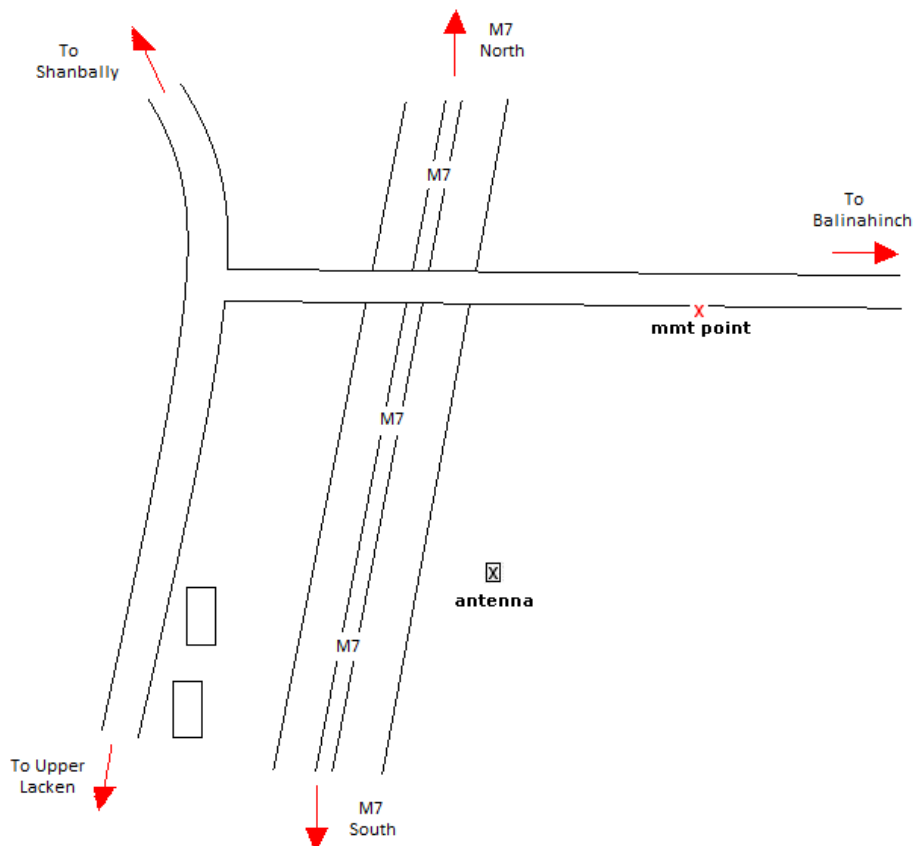 To
Shanbally
M7
North
M7
To
Balinahinch
x
mmt point
M7
X
antenna
M7
To Upper
Lacken
M7
South